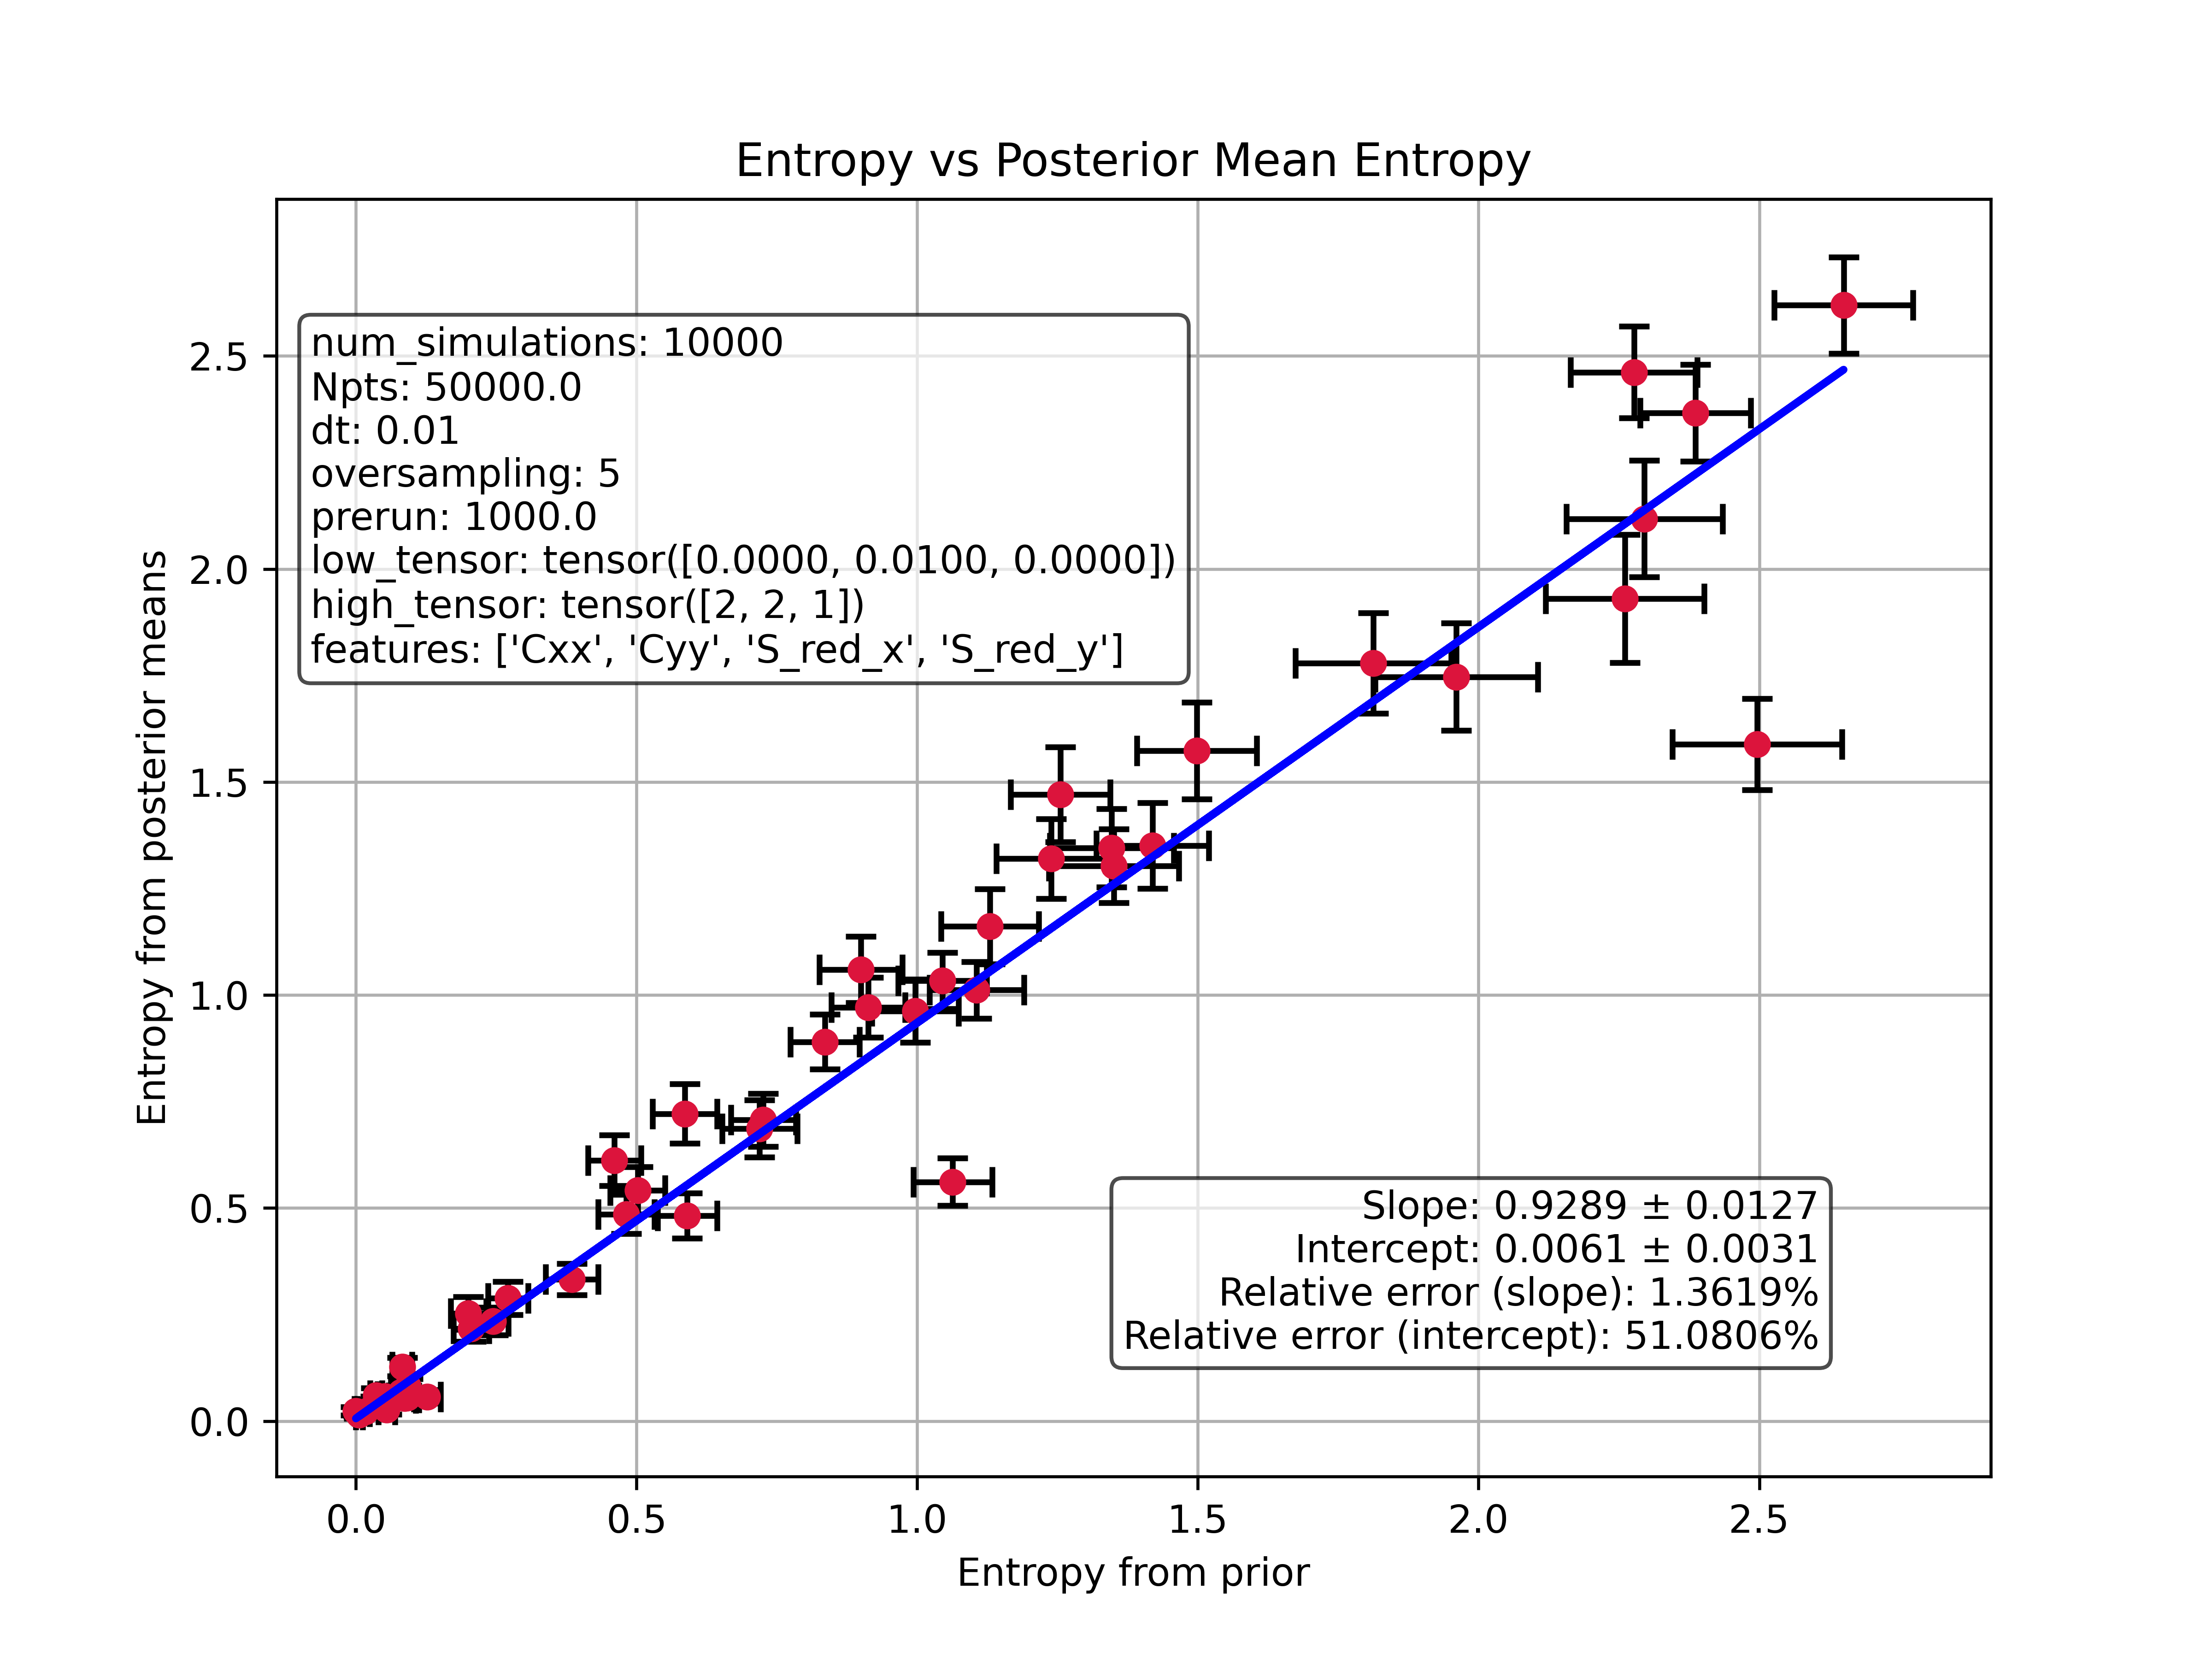 Entropy vs Posterior Mean Entropy
num_simulations: 10000
Npts: 50000.0
dt: 0.01
oversampling: 5
prerun: 1000.0
low_tensor: tensor([0.0000, 0.0100, 0.0000])
high_tensor: tensor([2, 2, 1])
features: ['Cxx', 'Cyy', 'S_red_x', 'S_red_y']
Entropy from posterior means
2.5
2.0
1.5
1.0
0.5
0.0
Slope: 0.9289 ± 0.0127
Intercept: 0.0061 ± 0.0031
Relative error (slope): 1.3619%
Relative error (intercept): 51.0806%
0.0 0.5 1.0 1.5 2.0 2.5
Entropy from prior